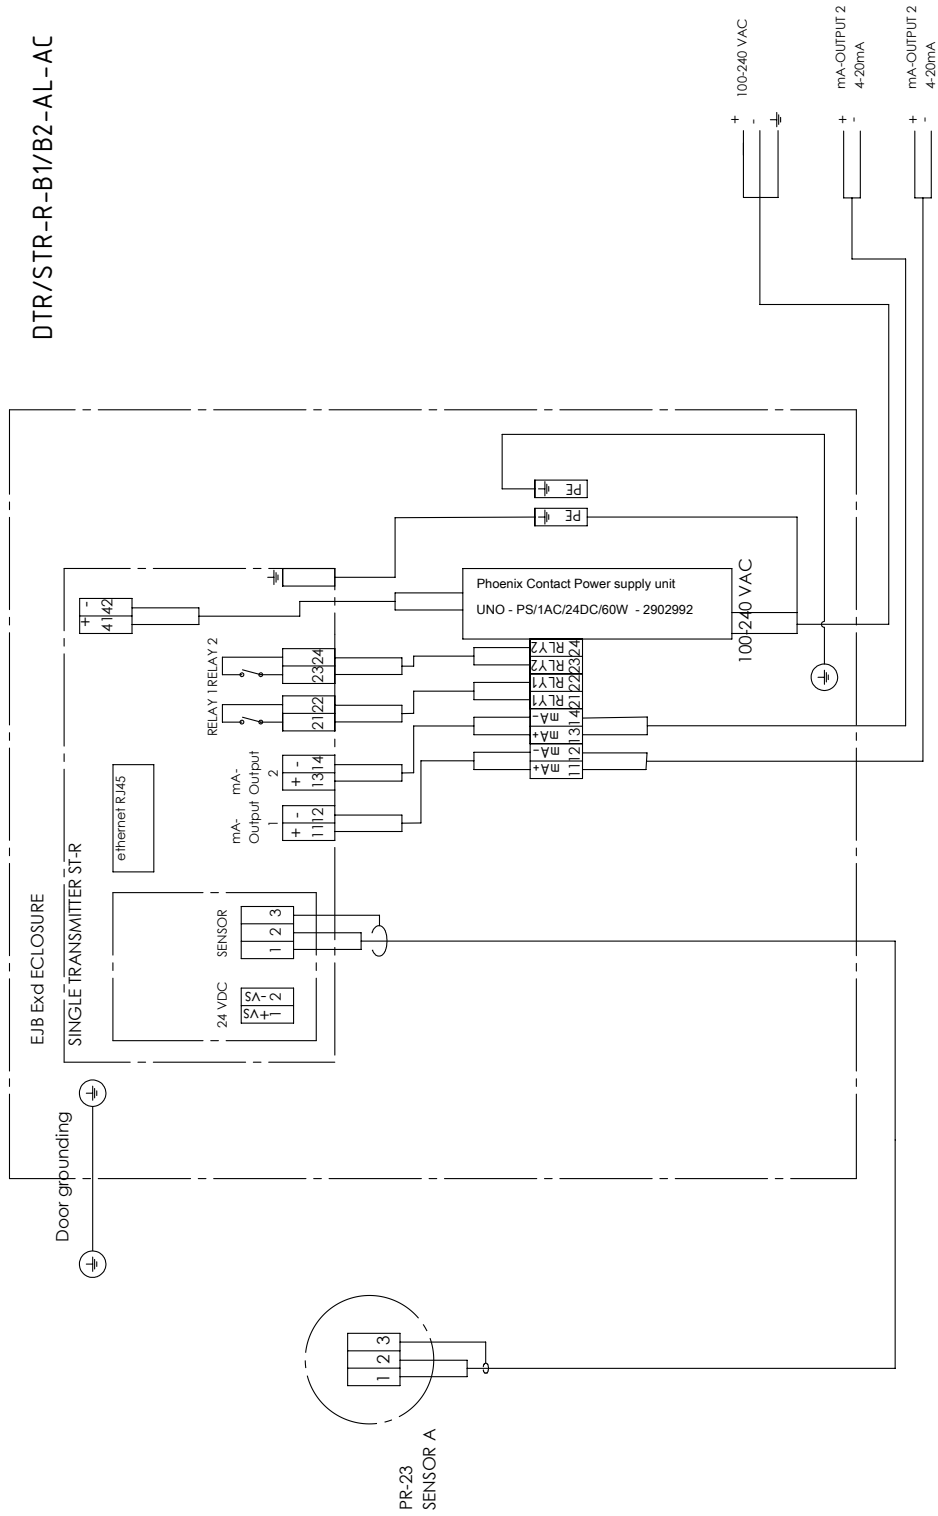 DTR/STR-R-B1/B2-AL-AC
100-240 VAC
+
-
mA-OUTPUT 2
4-20mA
+
-
mA-OUTPUT 2
4-20mA
+
-
EJB Exd ECLOSURE
SINGLE TRANSMITTER ST-R
ethernet RJ45
+ -
41 42
RELAY 1 RELAY 2
21 22
23 24
mA-
Output
1
mA-
Output
2
+ -
11 12
+ -
13 14
24 VDC
+VS -VS
1 2
SENSOR
1 2 3
Phoenix Contact Power supply unit
UNO - PS/1AC/24DC/60W - 2902992
100-240 VAC
PE
PE
mA+ mA- mA+ mA- RLY1 RLY1 RLY2 RLY2
11 12 13 14 21 22 23 24
Door grounding
1 2 3
PR-23
SENSOR A